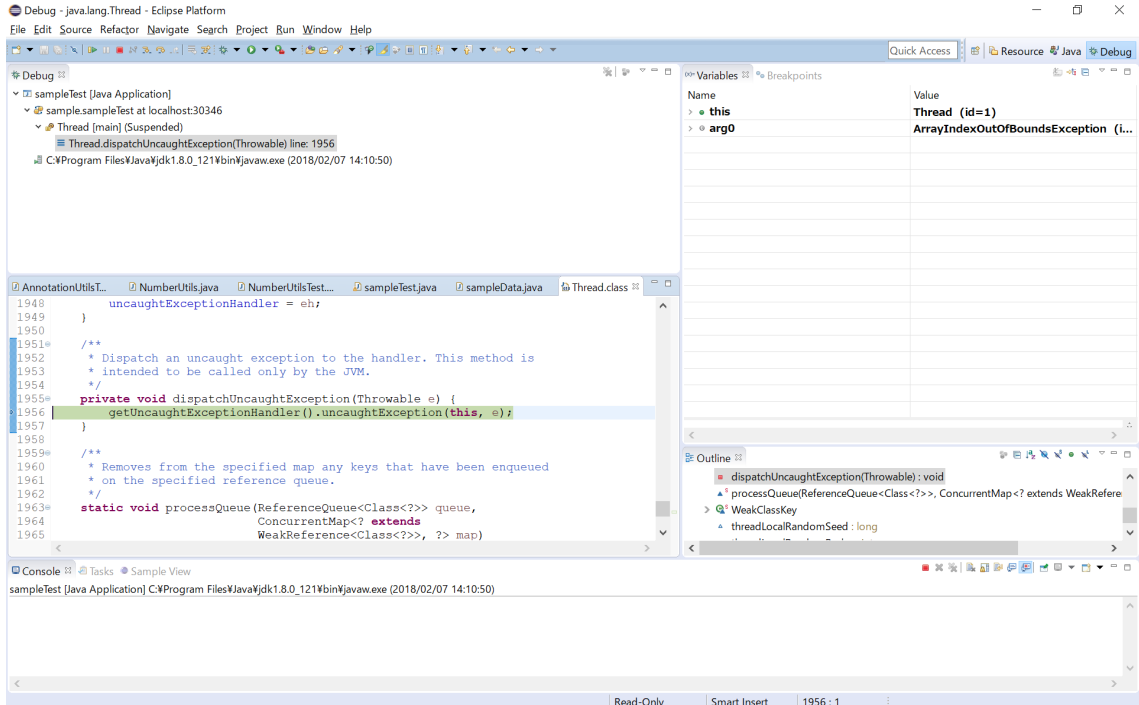 Debug - java.lang.Thread - Eclipse Platform
File Edit Source Refactor Navigate Search Project Run Window Help
Quick Access Resource Java Debug
Debug
sampleTest [Java Application]
sample.sampleTest at localhost:30346
Thread [main] (Suspended)
Thread.dispatchUncaughtException(Throwable) line: 1956
C:¥Program Files¥Java¥jdk1.8.0_121¥bin¥javaw.exe (2018/02/07 14:10:50)
Variables Breakpoints
Name Value
this Thread (id=1)
arg0 ArrayIndexOutOfBoundsException (i...
AnnotationUtilsT... NumberUtils.java NumberUtilsTest.... sampleTest.java sampleData.java Thread.class
1948 uncaughtExceptionHandler = eh;
1949 }
1950
1951 /**
1952 * Dispatch an uncaught exception to the handler. This method is
1953 * intended to be called only by the JVM.
1954 */
1955 private void dispatchUncaughtException(Throwable e) {
1956 getUncaughtExceptionHandler().uncaughtException(this, e);
1957 }
1958
1959 /**
1960 * Removes from the specified map any keys that have been enqueued
1961 * on the specified reference queue.
1962 */
1963 static void processQueue(ReferenceQueue<Class<?>> queue,
1964 ConcurrentMap<? extends
1965 WeakReference<Class<?>>, ?> map)
Outline
dispatchUncaughtException(Throwable) : void
processQueue(ReferenceQueue<Class<?>>, ConcurrentMap<? extends WeakRefere
WeakClassKey
threadLocalRandomSeed : long
Console Tasks Sample View
sampleTest [Java Application] C:¥Program Files¥Java¥jdk1.8.0_121¥bin¥javaw.exe (2018/02/07 14:10:50)
Read-Only Smart Insert 1956 : 1